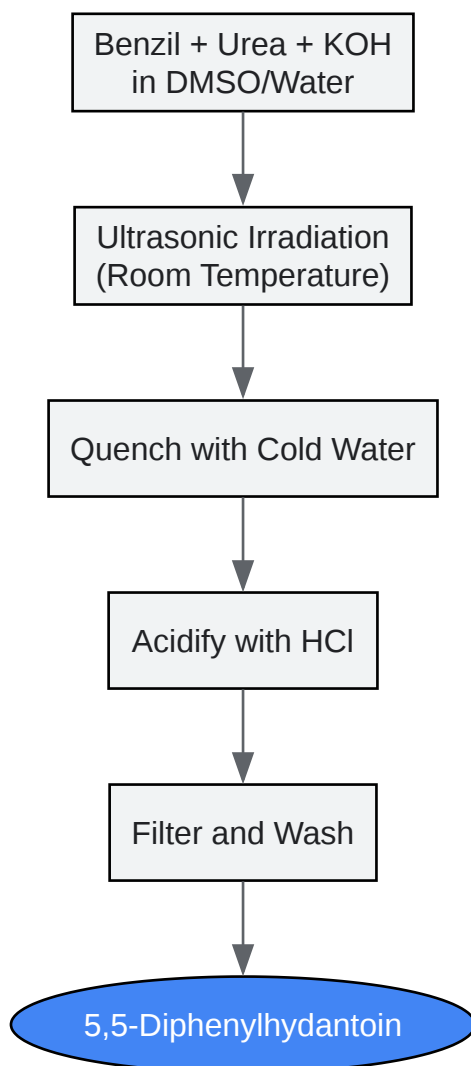 Benzil + Urea + KOH
in DMSO/Water
Ultrasonic Irradiation
(Room Temperature)
Quench with Cold Water
Acidify with HCl
Filter and Wash
5,5-Diphenylhydantoin